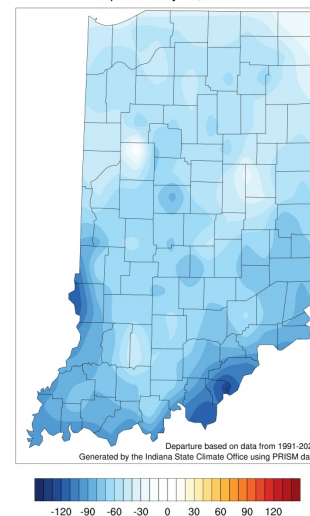 Departure based on data from 1991-202
Generated by the Indiana State Climate Office using PRISM da
-120 -90 -60 -30 0 30 60 90 120